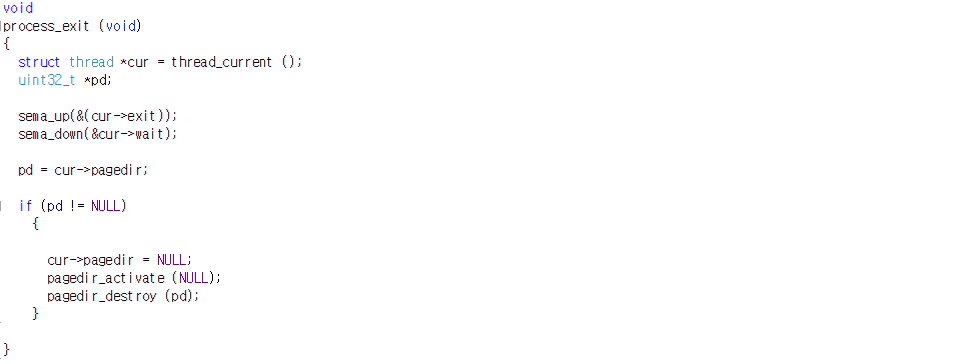 void
process_exit (void)
{
struct thread *cur = thread_current ();
uint32_t *pd;
sema_up(&(cur->exit));
sema_down(&cur->wait);
pd = cur->pagedir;
if (pd != NULL)
{
cur->pagedir = NULL;
pagedir_activate (NULL);
pagedir_destroy (pd);
}
}